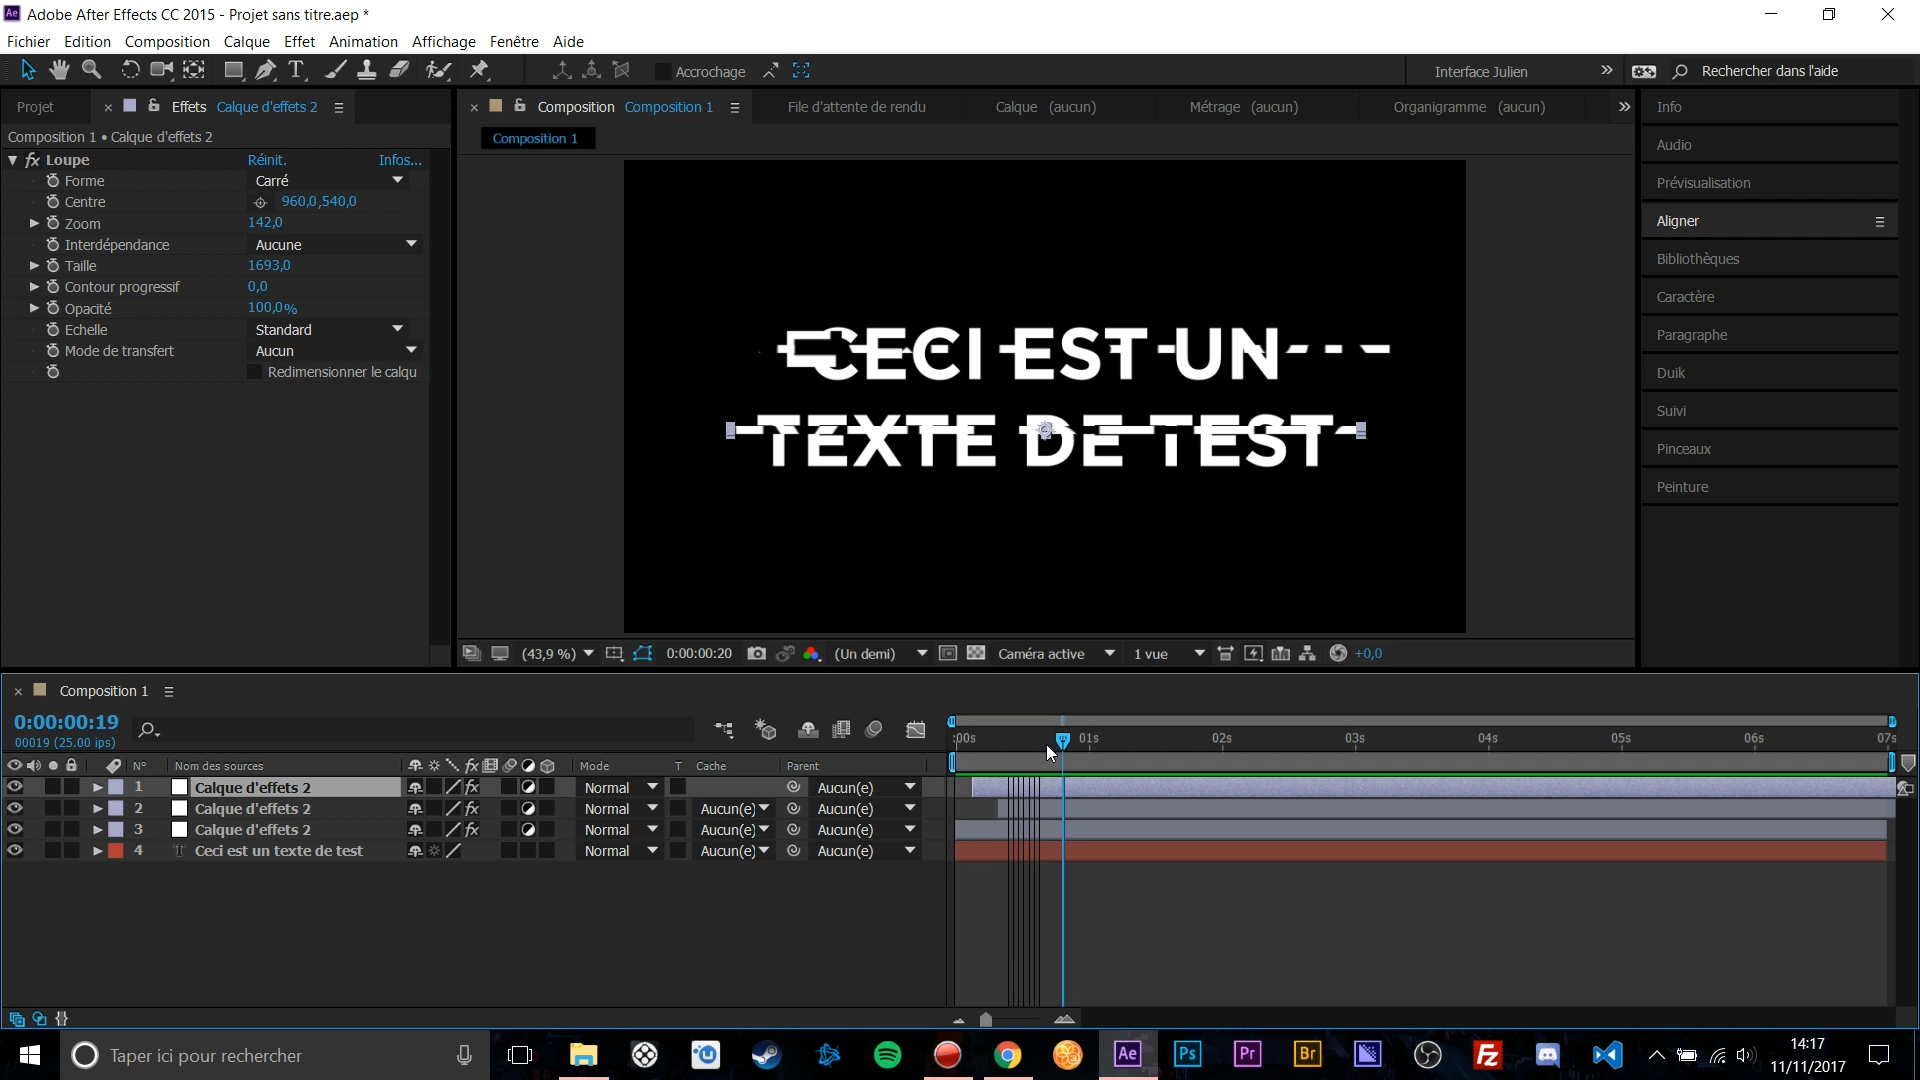 Adobe After Effects CC 2015 - Projet sans titre.aep *
Fichier Edition Composition Calque Effet Animation Affichage Fenêtre Aide
Accrochage Interface Julien Rechercher dans l'aide
Projet Effets Calque d'effets 2
Composition Composition 1 File d'attente de rendu Calque (aucun) Métrage (aucun) Organigramme (aucun)
Composition 1 • Calque d'effets 2
Composition 1
Loupe Réinit. Infos...
Forme Carré
Centre 960,0,540,0
Zoom 142,0
Interdépendance Aucune
Taille 1693,0
Contour progressif 0,0
Opacité 100,0%
Echelle Standard
Mode de transfert Aucun
Redimensionner le calqu
CECI EST UN
TEXTE DE TEST
Info
Audio
Prévisualisation
Aligner
Bibliothèques
Caractère
Paragraphe
Duik
Suivi
Pinceaux
Peinture
(43,9 %) 0:00:00:20 (Un demi) Caméra active 1 vue +0,0
Composition 1
0:00:00:19
00019 (25.00 ips)
:00s 01s 02s 03s 04s 05s 06s 07s
N° Nom des sources Mode T Cache Parent
1 Calque d'effets 2 Normal Aucun(e)
2 Calque d'effets 2 Normal Aucun(e) Aucun(e)
3 Calque d'effets 2 Normal Aucun(e) Aucun(e)
4 T Ceci est un texte de test Normal Aucun(e) Aucun(e)
Taper ici pour rechercher
Ae Ps Pr Br Fz
14:17
11/11/2017